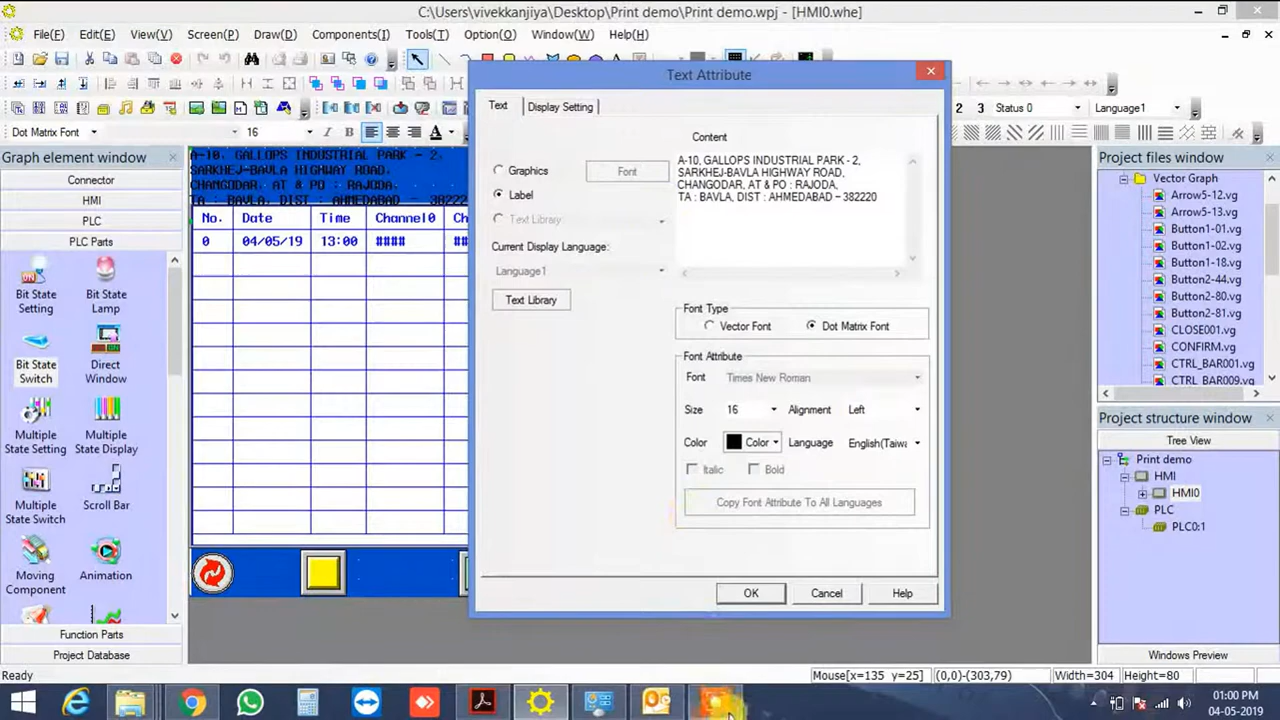 C:\Users\vivekkanjiya\Desktop\Print demo\Print demo.wpj - [HMI0.whe]
File(F) Edit(E) View(V) Screen(P) Draw(D) Components(I) Tools(T) Option(O) Window(W) Help(H)
2 3 Status 0 Language1
Dot Matrix Font 16
Graph element window
Connector
HMI
PLC
PLC Parts
Bit State Setting
Bit State Lamp
Bit State Switch
Direct Window
Multiple State Setting
Multiple State Display
Multiple State Switch
Scroll Bar
Moving Component
Animation
Function Parts
Project Database
A-10, GALLOPS INDUSTRIAL PARK - 2,
SARKHEJ-BAVLA HIGHWAY ROAD,
CHANGODAR, AT & PO : RAJODA,
TA : BAVLA, DIST : AHMEDABAD - 382220
No. Date Time Channel0 Ch
0 04/05/19 13:00 #### ##
Text Attribute
Text Display Setting
Graphics
Font
Label
Text Library
Current Display Language:
Language1
Text Library
Content
A-10, GALLOPS INDUSTRIAL PARK - 2,
SARKHEJ-BAVLA HIGHWAY ROAD,
CHANGODAR, AT & PO : RAJODA,
TA : BAVLA, DIST : AHMEDABAD – 382220
Font Type
Vector Font Dot Matrix Font
Font Attribute
Font Times New Roman
Size 16 Alignment Left
Color Color Language English(Taiwa
Italic Bold
Copy Font Attribute To All Languages
OK Cancel Help
Project files window
Vector Graph
Arrow5-12.vg
Arrow5-13.vg
Button1-01.vg
Button1-02.vg
Button1-06.vg
Button2-44.vg
Button2-80.vg
Button2-81.vg
CLOSE001.vg
CONFIRM.vg
CTRL_BAR001.vg
CTRL_BAR009.vg
Project structure window
Tree View
Print demo
HMI
HMI0
PLC
PLC0:1
Windows Preview
Ready
Mouse[x=135 y=25] (0,0)-(303,79) Width=304 Height=80
01:00 PM
04-05-2019